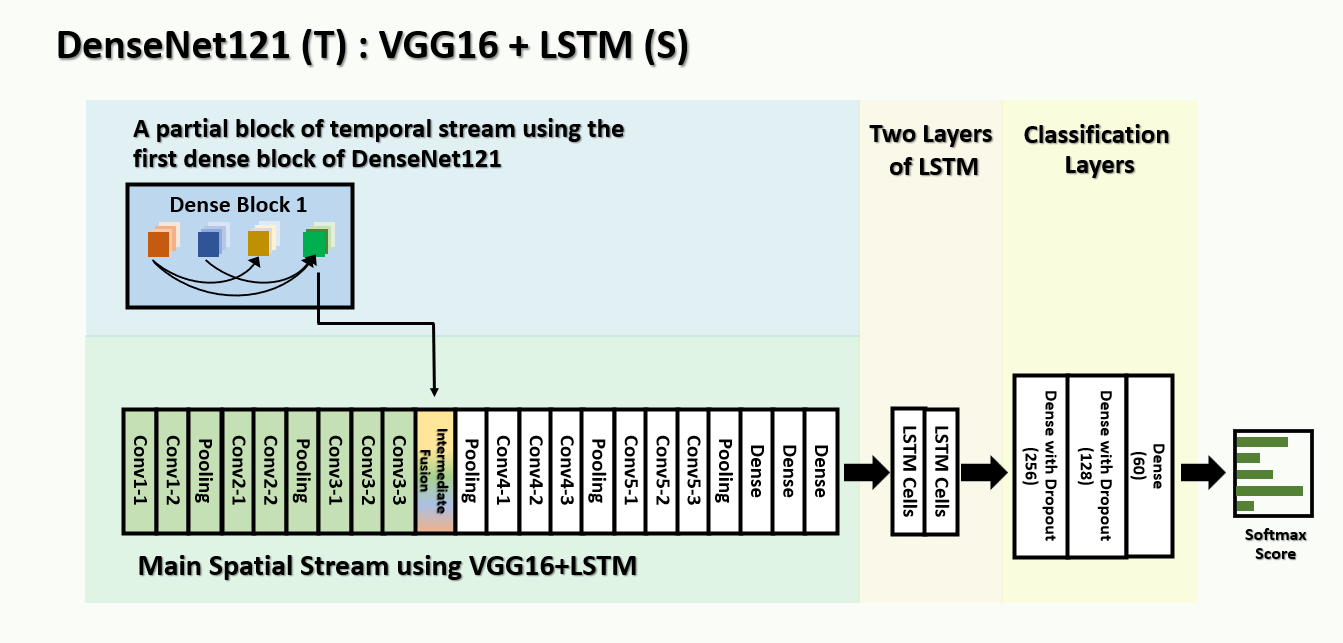 DenseNet121 (T) : VGG16 + LSTM (S)
A partial block of temporal stream using the
first dense block of DenseNet121
Dense Block 1
Two Layers
of LSTM
Classification
Layers
Conv1-1
Conv1-2
Pooling
Conv2-1
Conv2-2
Pooling
Conv3-1
Conv3-2
Conv3-3
Intermediate
Fusion
Pooling
Conv4-1
Conv4-2
Conv4-3
Pooling
Conv5-1
Conv5-2
Conv5-3
Pooling
Dense
Dense
Dense
LSTM Cells
LSTM Cells
Dense with Dropout
(256)
Dense with Dropout
(128)
Dense
(60)
Softmax
Score
Main Spatial Stream using VGG16+LSTM